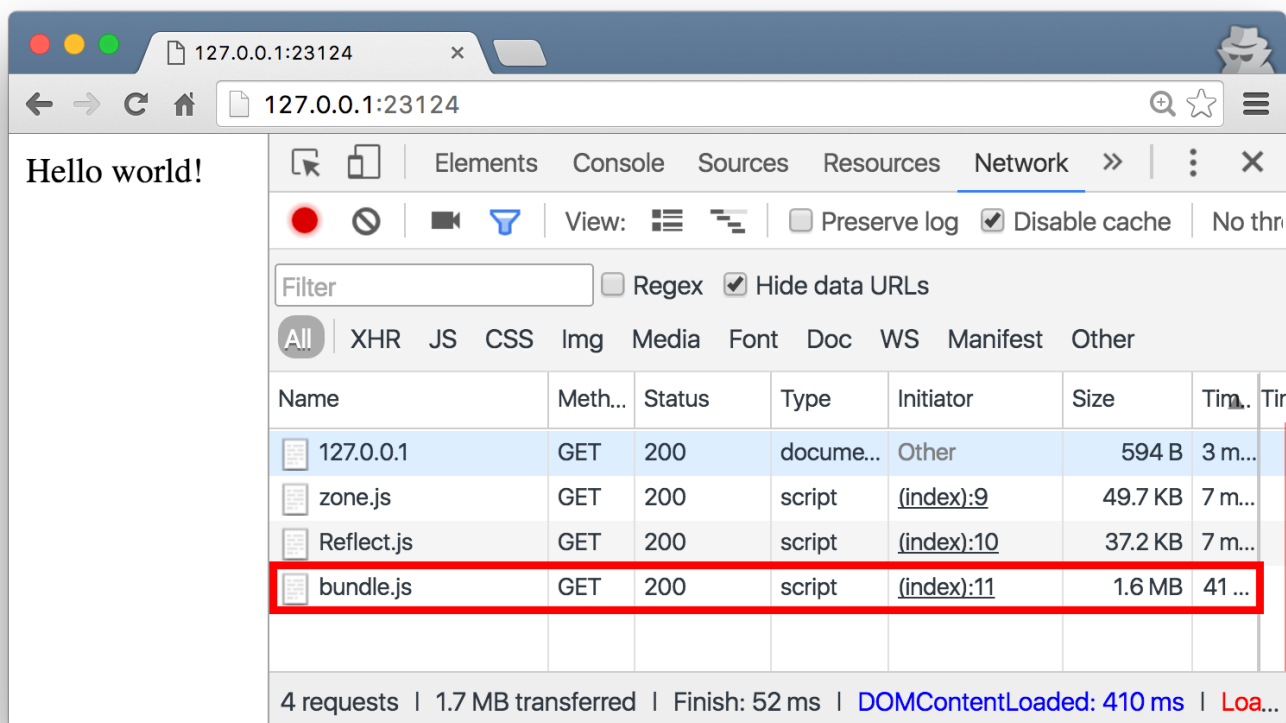 127.0.0.1:23124
127.0.0.1:23124
Hello world!
Elements Console Sources Resources Network
View: Preserve log Disable cache No thr
Filter Regex Hide data URLs
All XHR JS CSS Img Media Font Doc WS Manifest Other
Name Meth... Status Type Initiator Size Tim... Tim
127.0.0.1 GET 200 docume... Other 594 B 3 m...
zone.js GET 200 script (index):9 49.7 KB 7 m...
Reflect.js GET 200 script (index):10 37.2 KB 7 m...
bundle.js GET 200 script (index):11 1.6 MB 41 ...
4 requests | 1.7 MB transferred | Finish: 52 ms | DOMContentLoaded: 410 ms | Loa...